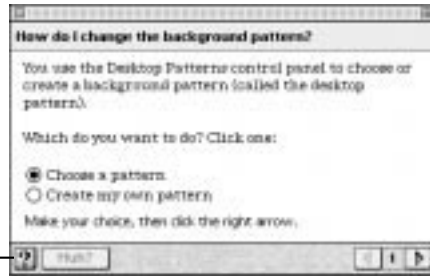 How do I change the background pattern?
You use the Desktop Patterns control panel to choose or
create a background pattern (called the desktop
pattern).
Which do you want to do? Click one:
Choose a pattern
Create my own pattern
Make your choice, then click the right arrow.
? Huh? 1